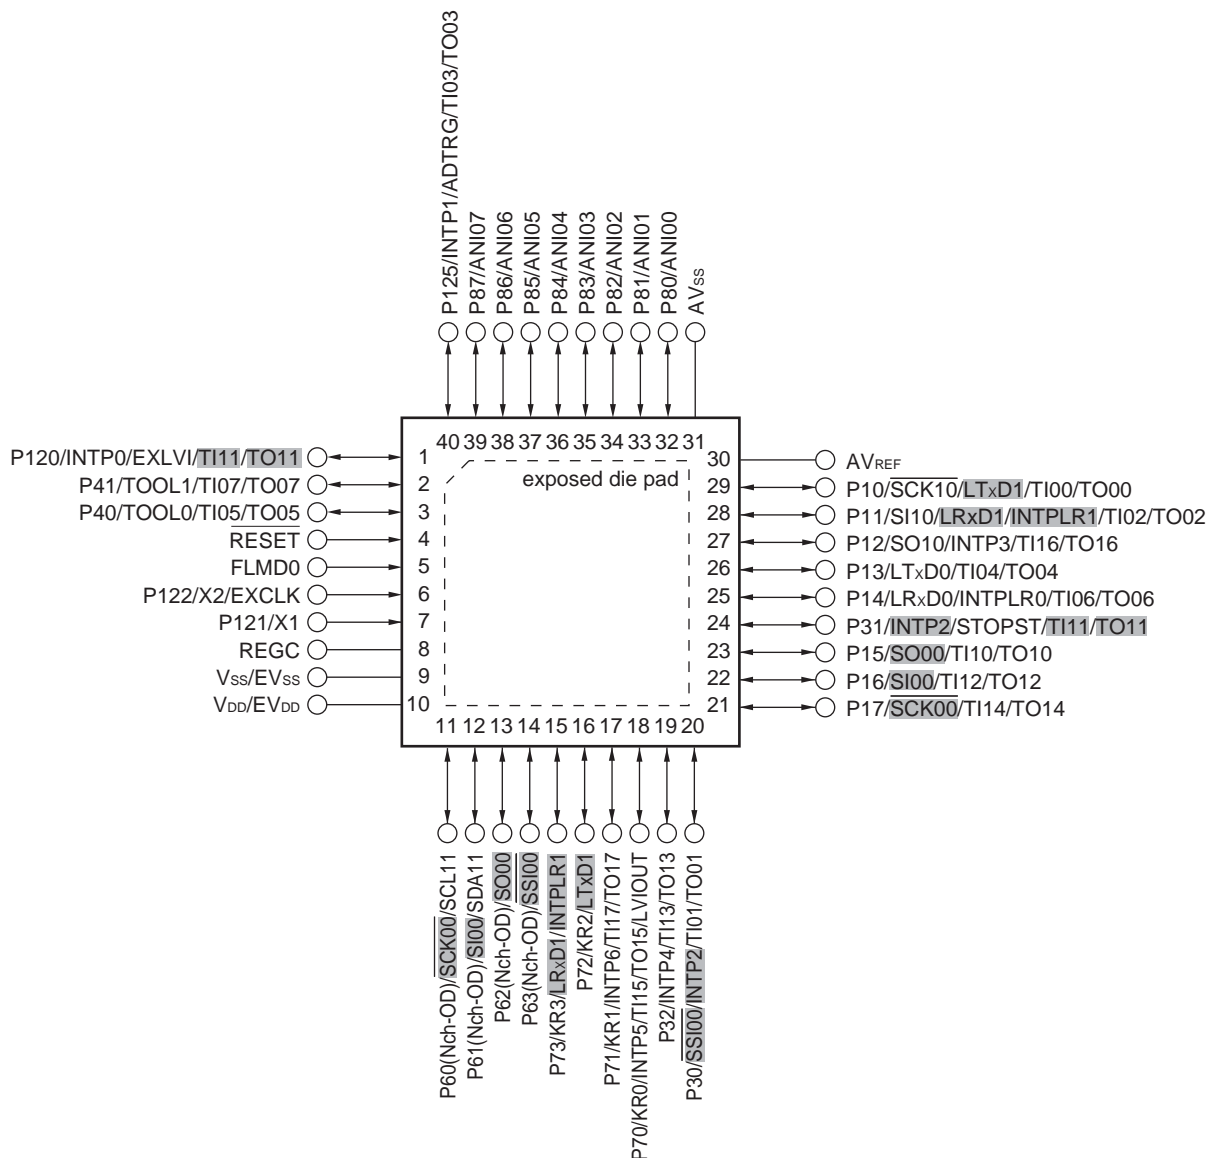 P125/INTP1/ADTRG/TI03/TO03
P87/ANI07
P86/ANI06
P85/ANI05
P84/ANI04
P83/ANI03
P82/ANI02
P81/ANI01
P80/ANI00
AVSS
40 39 38 37 36 35 34 33 32 31
exposed die pad
P120/INTP0/EXLVI/TI11/TO11 1
P41/TOOL1/TI07/TO07 2
P40/TOOL0/TI05/TO05 3
RESET 4
FLMD0 5
P122/X2/EXCLK 6
P121/X1 7
REGC 8
VSS/EVSS 9
VDD/EVDD 10
30 AVREF
29 P10/SCK10/LTxD1/TI00/TO00
28 P11/SI10/LRxD1/INTPLR1/TI02/TO02
27 P12/SO10/INTP3/TI16/TO16
26 P13/LTxD0/TI04/TO04
25 P14/LRxD0/INTPLR0/TI06/TO06
24 P31/INTP2/STOPST/TI11/TO11
23 P15/SO00/TI10/TO10
22 P16/SI00/TI12/TO12
21 P17/SCK00/TI14/TO14
11 12 13 14 15 16 17 18 19 20
P60(Nch-OD)/SCK00/SCL11
P61(Nch-OD)/SI00/SDA11
P62(Nch-OD)/SO00
P63(Nch-OD)/SSI00
P73/KR3/LRxD1/INTPLR1
P72/KR2/LTxD1
P71/KR1/INTP6/TI17/TO17
P70/KR0/INTP5/TI15/TO15/LVIOUT
P32/INTP4/TI13/TO13
P30/SSI00/INTP2/TI01/TO01